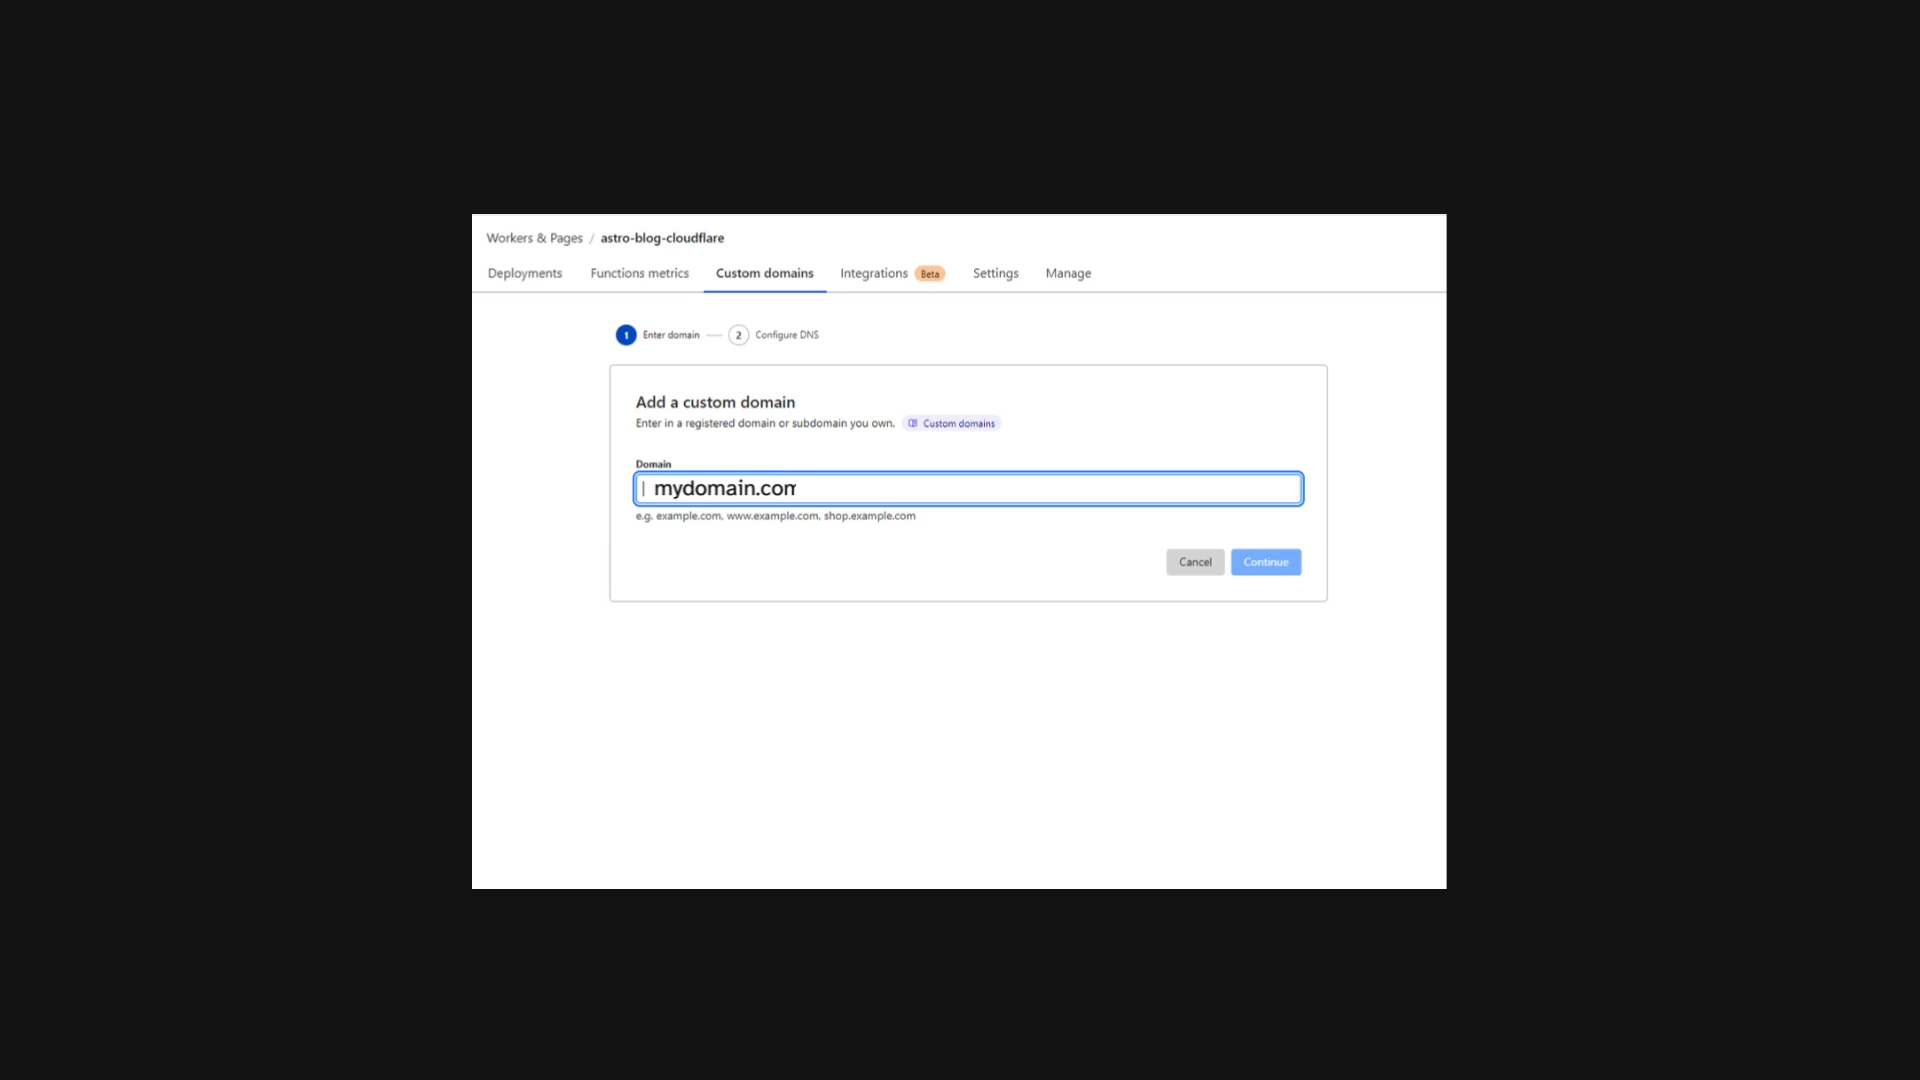 Workers & Pages / astro-blog-cloudflare
Deployments Functions metrics Custom domains Integrations Beta Settings Manage
1 Enter domain 2 Configure DNS
Add a custom domain
Enter in a registered domain or subdomain you own. Custom domains
Domain
mydomain.com
e.g. example.com, www.example.com, shop.example.com
Cancel Continue